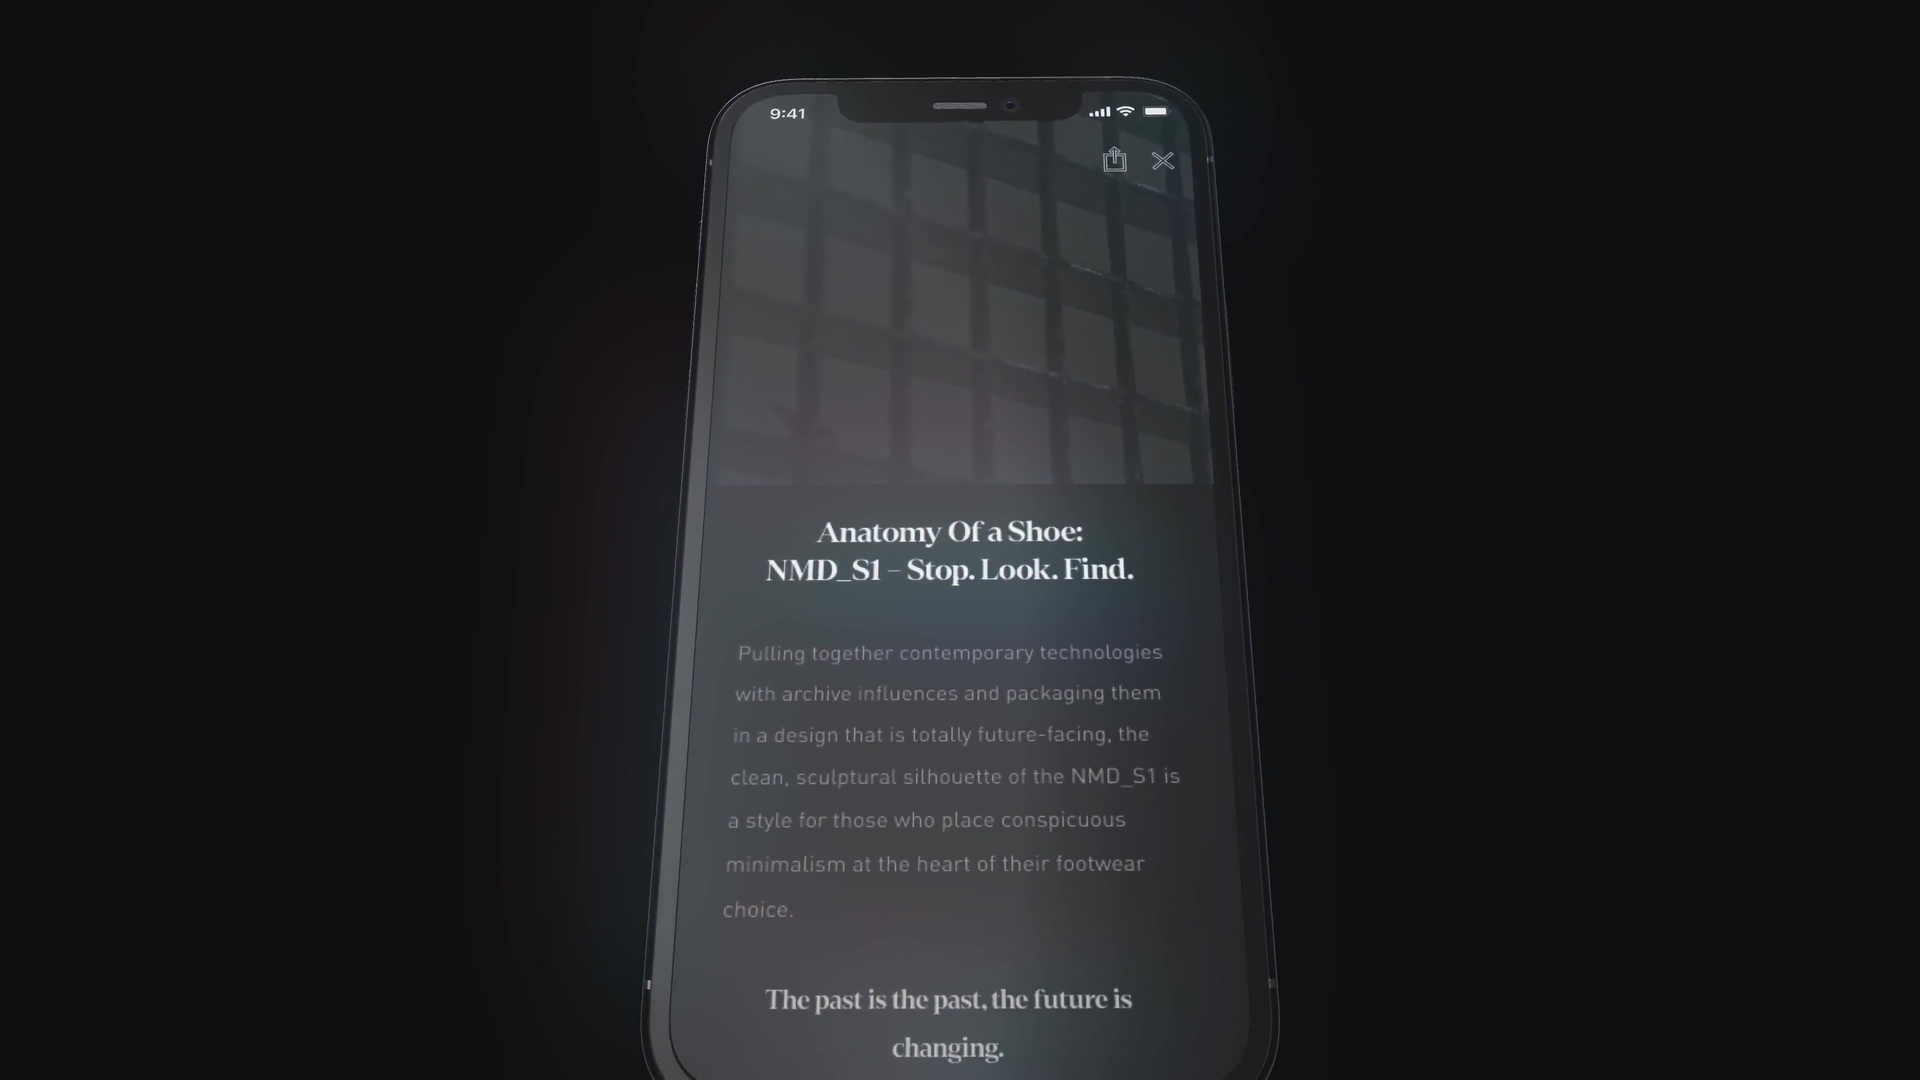 9:41
Anatomy Of a Shoe:
NMD_S1 – Stop. Look. Find.
Pulling together contemporary technologies
with archive influences and packaging them
in a design that is totally future-facing, the
clean, sculptural silhouette of the NMD_S1 is
a style for those who place conspicuous
minimalism at the heart of their footwear
choice.
The past is the past, the future is
changing.